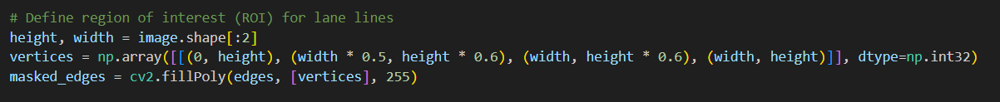 # Define region of interest (ROI) for lane lines
height, width = image.shape[:2]
vertices = np.array([[[(0, height), (width * 0.5, height * 0.6), (width, height * 0.6), (width, height)]], dtype=np.int32)
masked_edges = cv2.fillPoly(edges, [vertices], 255)